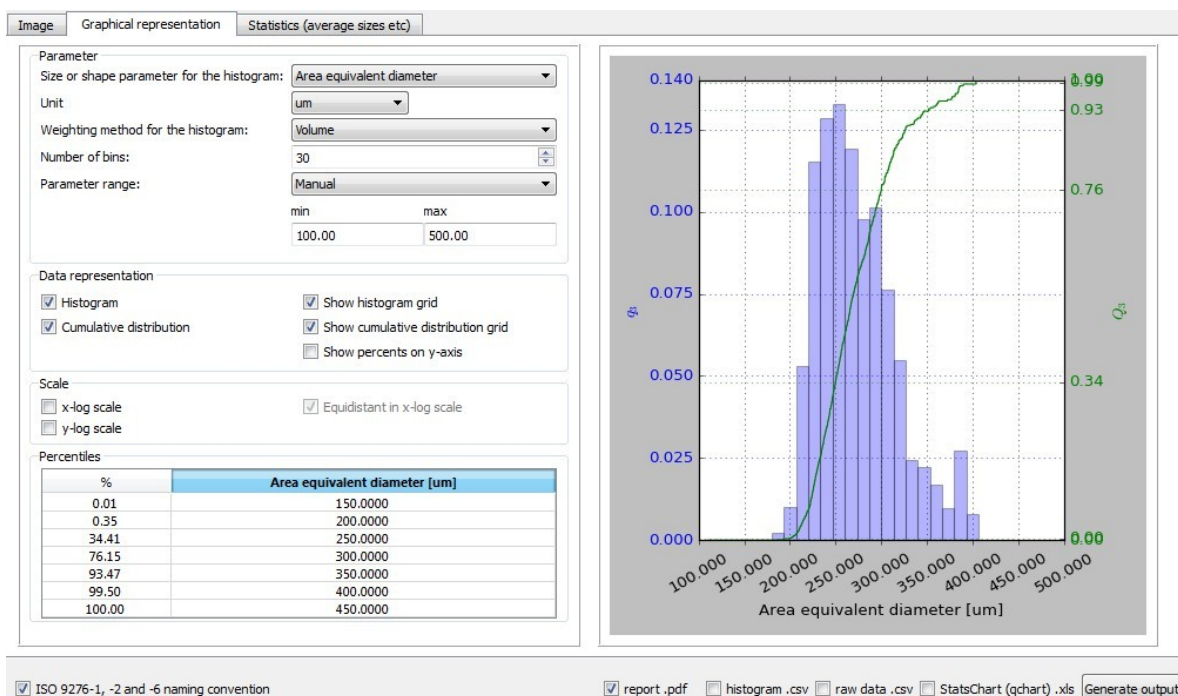 Image Graphical representation Statistics (average sizes etc)
Parameter
Size or shape parameter for the histogram: Area equivalent diameter
Unit um
Weighting method for the histogram: Volume
Number of bins: 30
Parameter range: Manual
min max
100.00 500.00
Data representation
Histogram Show histogram grid
Cumulative distribution Show cumulative distribution grid
Show percents on y-axis
Scale
x-log scale Equidistant in x-log scale
y-log scale
Percentiles
% Area equivalent diameter [um]
0.01 150.0000
0.35 200.0000
34.41 250.0000
76.15 300.0000
93.47 350.0000
99.50 400.0000
100.00 450.0000
0.140
0.125
0.100
0.075
0.050
0.025
0.000
q3
0.93
0.76
0.34
Q3
100.000 150.000 200.000 250.000 300.000 350.000 400.000 450.000 500.000
Area equivalent diameter [um]
ISO 9276-1, -2 and -6 naming convention report .pdf histogram .csv raw data .csv StatsChart (qchart) .xls Generate output